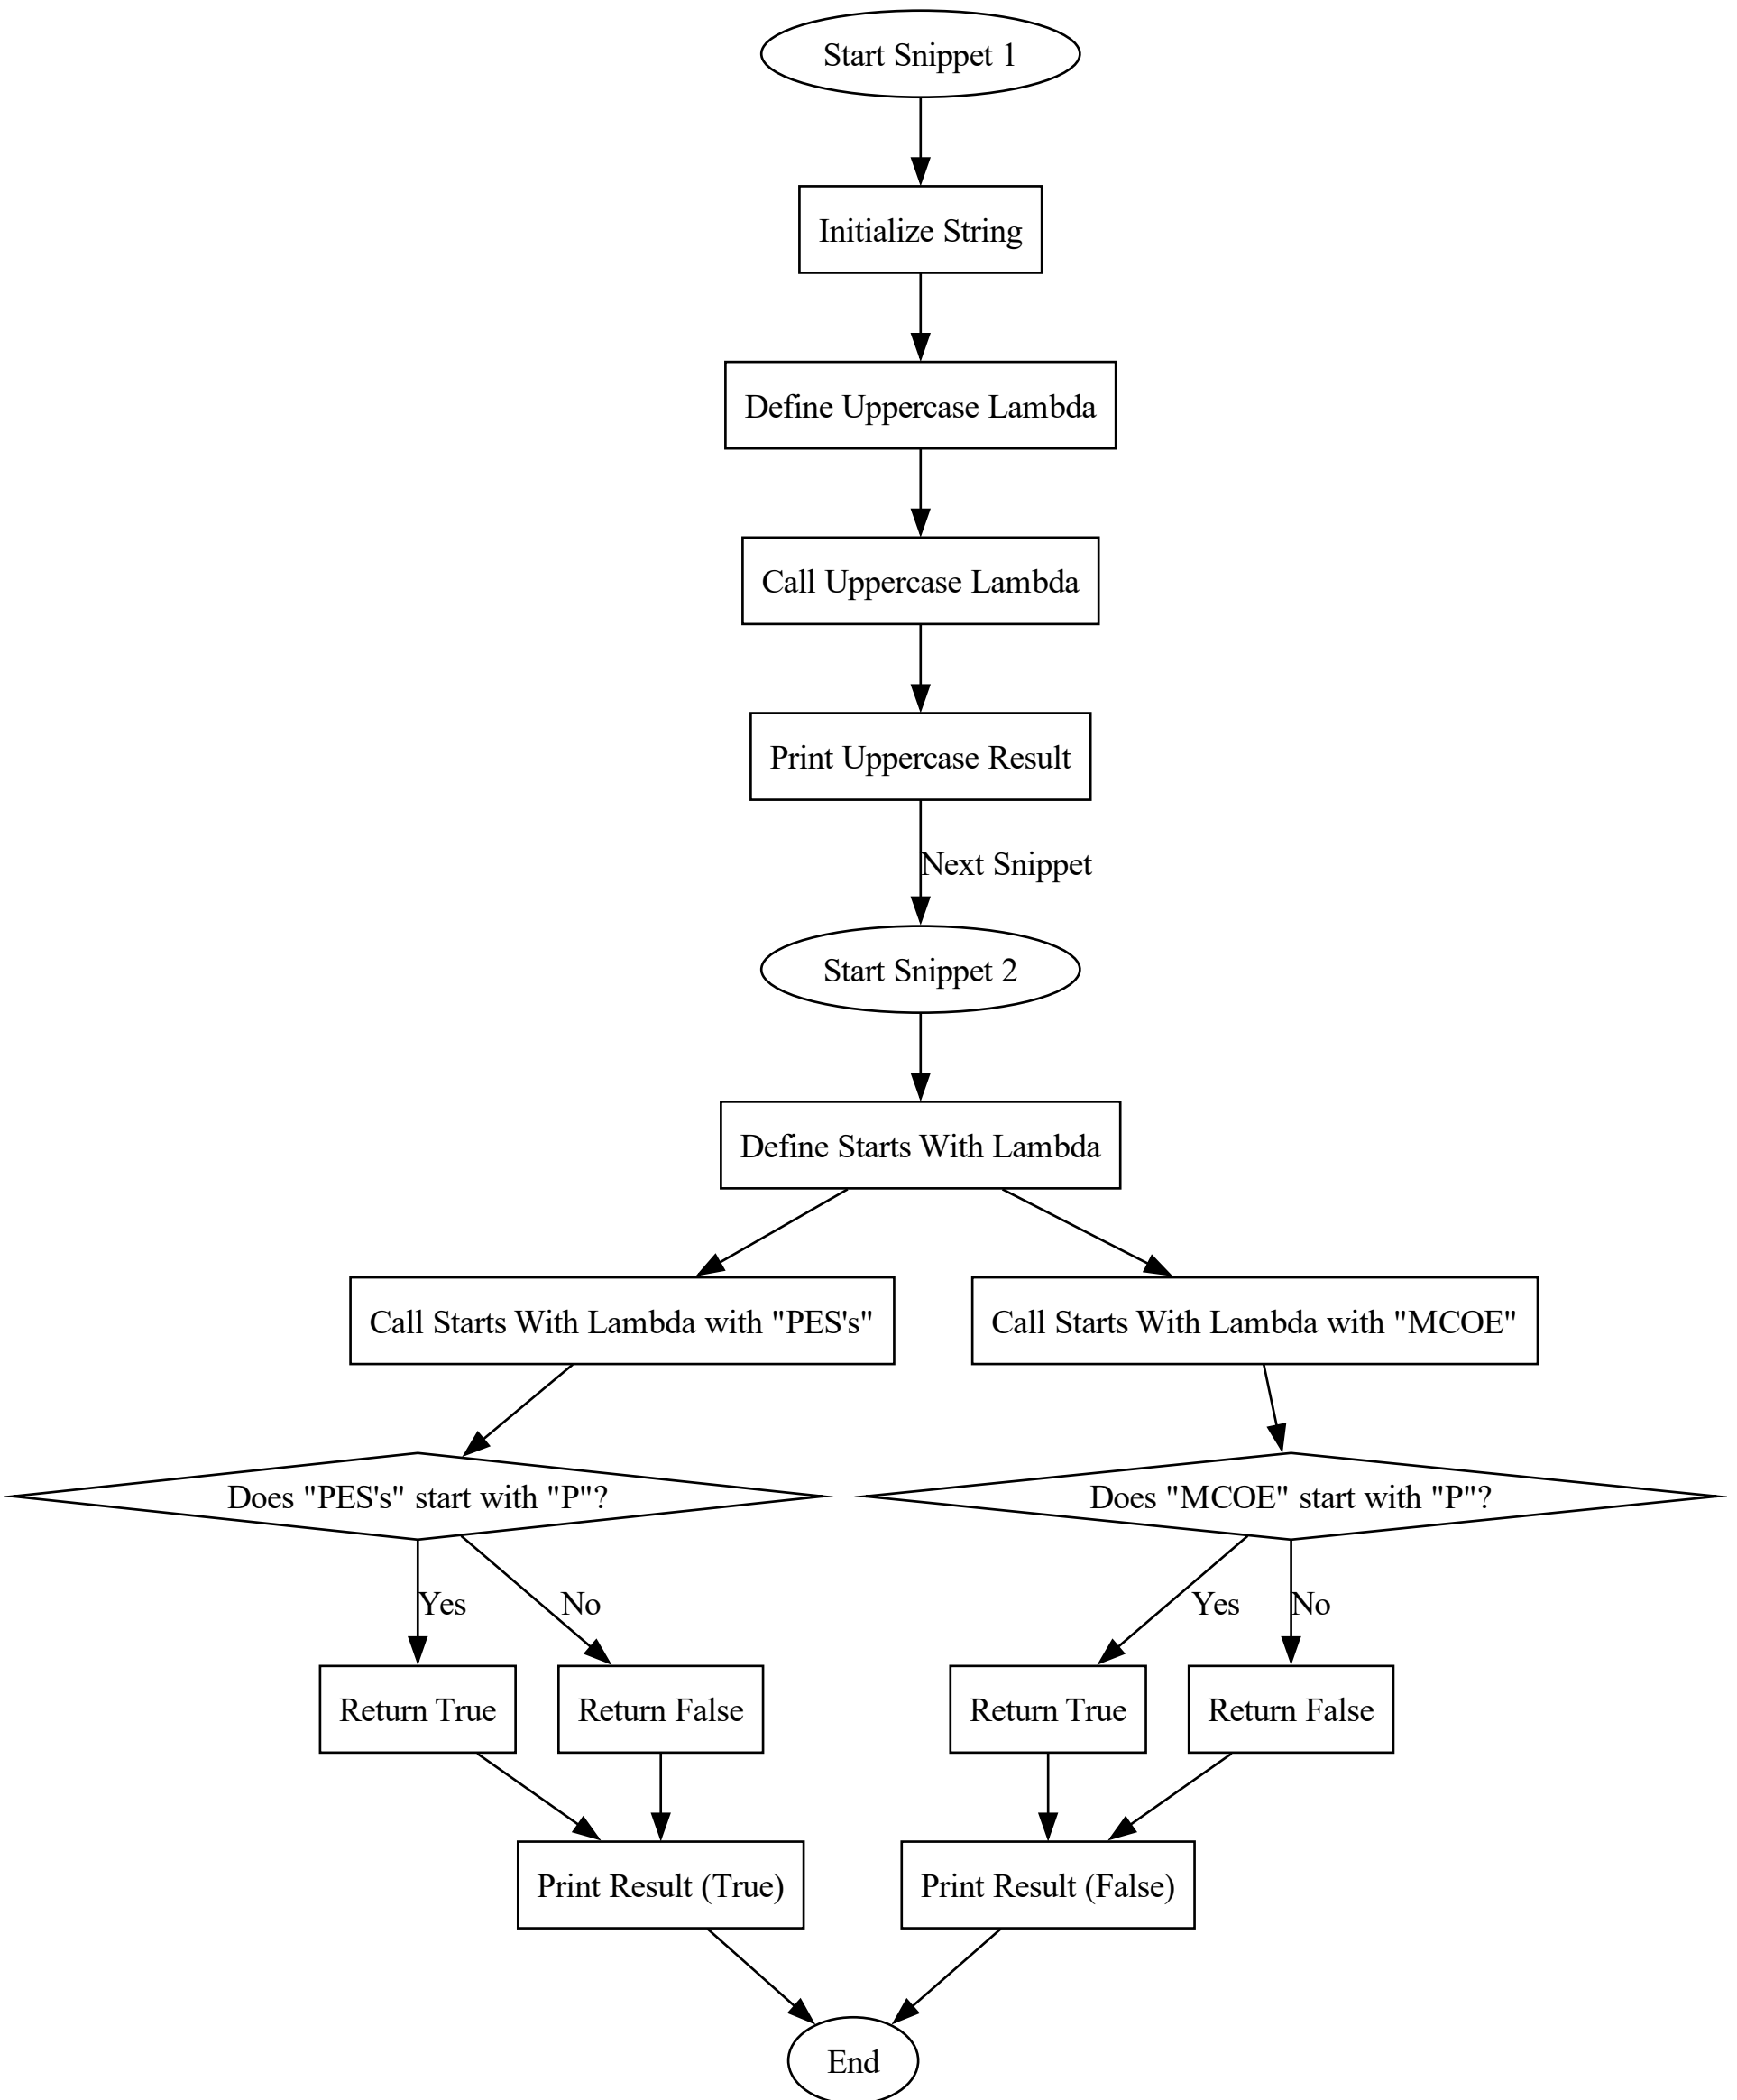 Start Snippet 1
Initialize String
Define Uppercase Lambda
Call Uppercase Lambda
Print Uppercase Result
Next Snippet
Start Snippet 2
Define Starts With Lambda
Call Starts With Lambda with "PES's"
Call Starts With Lambda with "MCOE"
Does "PES's" start with "P"?
Does "MCOE" start with "P"?
Yes
No
Yes
No
Return True
Return False
Return True
Return False
Print Result (True)
Print Result (False)
End